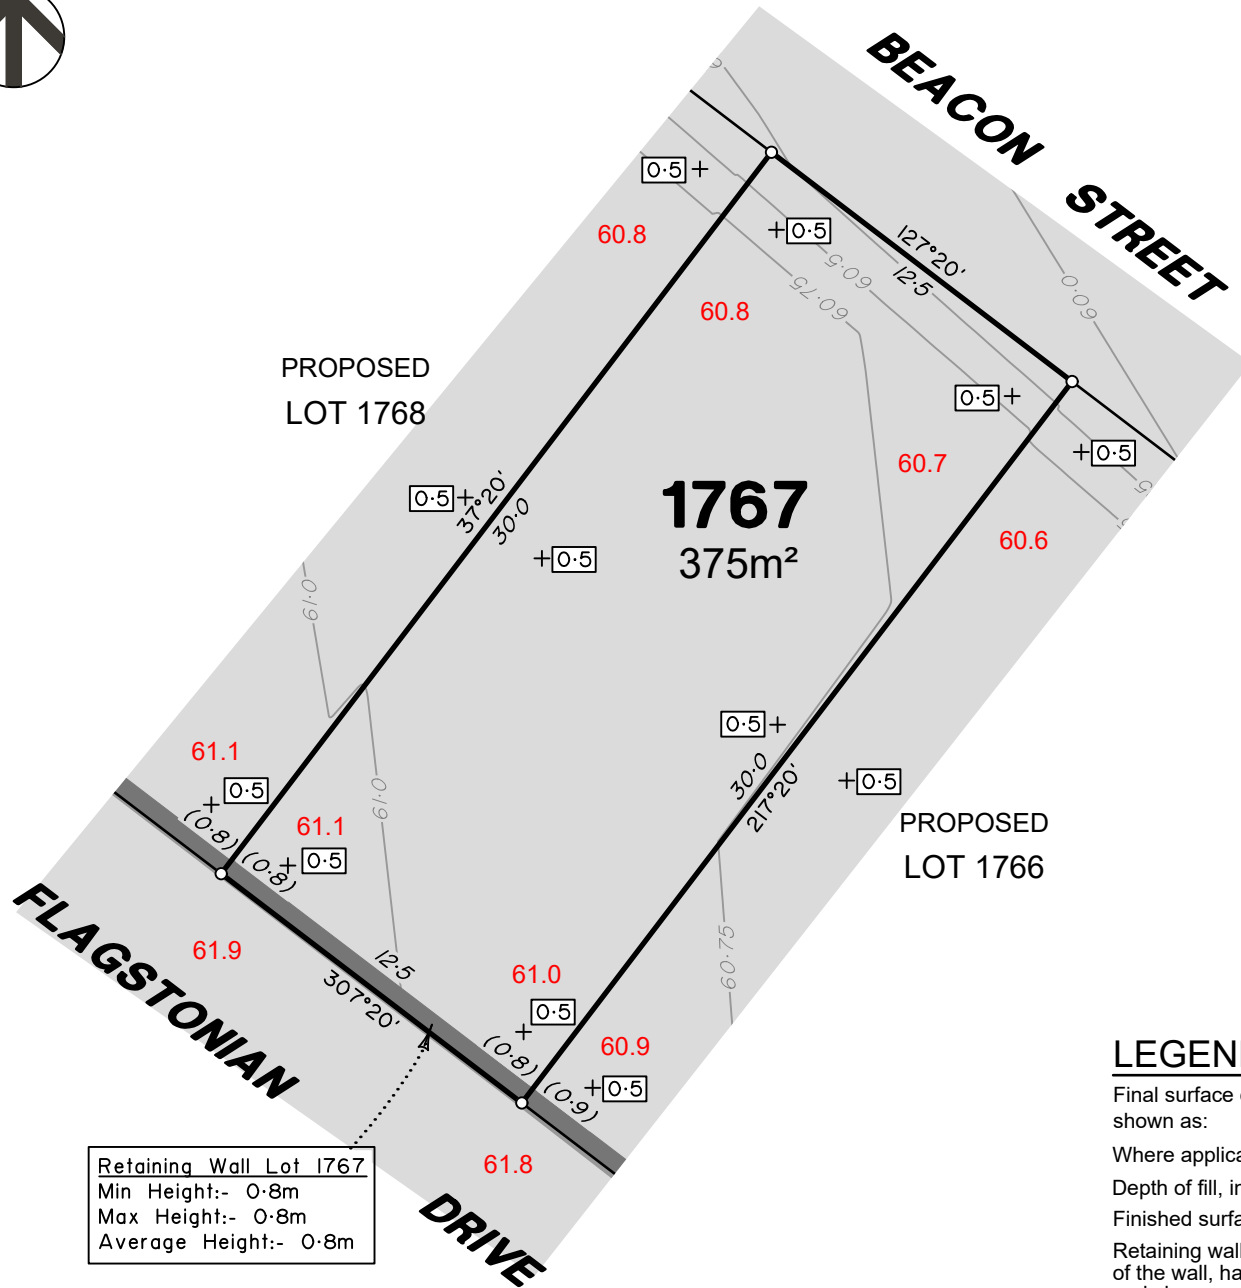 BEACON STREET
0·5
60.8
0·5
127°20'
12·5
60·5
60·75
60·0
60.8
PROPOSED
LOT 1768
0·5
0·5
60.7
1767
375m²
0·5
37°20'
30·0
0·5
60.6
61·0
0·5
30·0
217°20'
0·5
61.1
0·5
61·0
PROPOSED
LOT 1766
(0·8)
(0·8)
61.1
0·5
60·75
FLAGSTONIAN DRIVE
61.9
12·5
307°20'
61.0
0·5
(0·8)
(0·9)
60.9
0·5
61.8
Retaining Wall Lot 1767
Min Height:- 0·8m
Max Height:- 0·8m
Average Height:- 0·8m
LEGEN
Final surface
shown as:
Where applica
Depth of fill, in
Finished surfa
Retaining wall
of the wall, ha